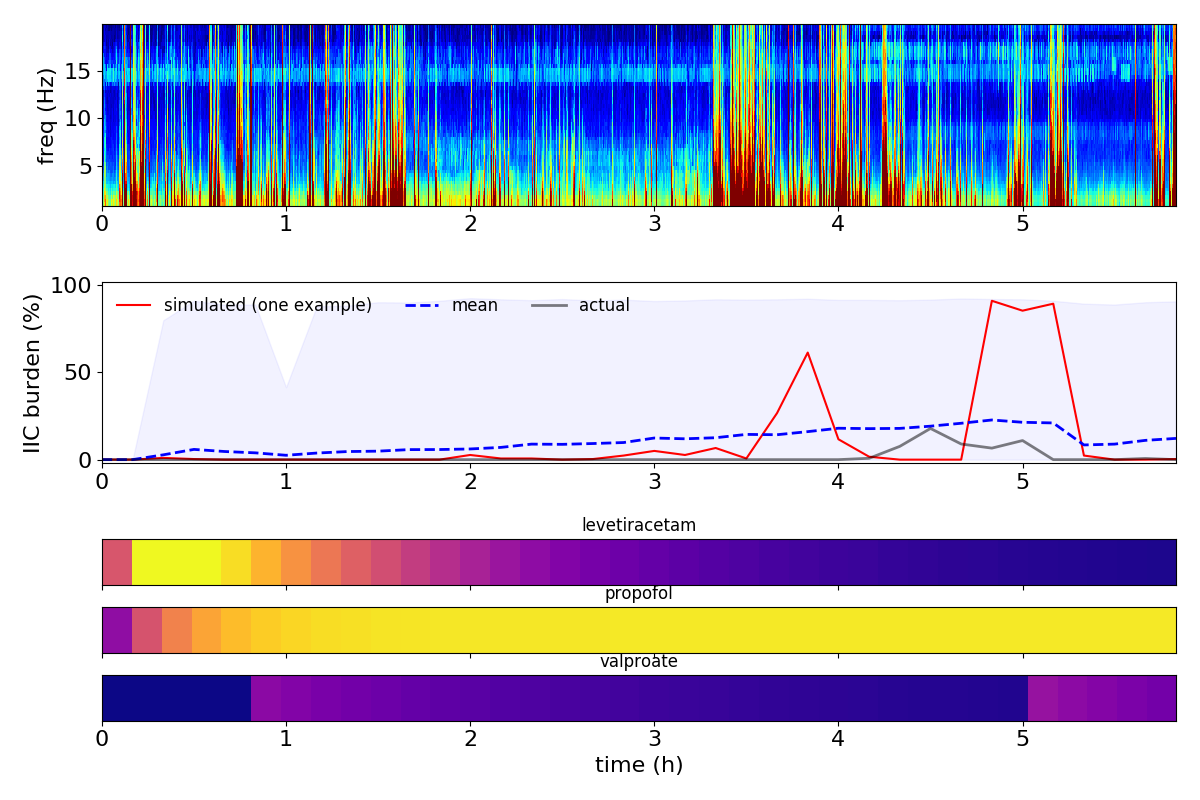 freq (Hz)
15
10
5
0 1 2 3 4 5
IIC burden (%)
100
50
0
simulated (one example) mean actual
0 1 2 3 4 5
levetiracetam
propofol
valproate
0 1 2 3 4 5
time (h)